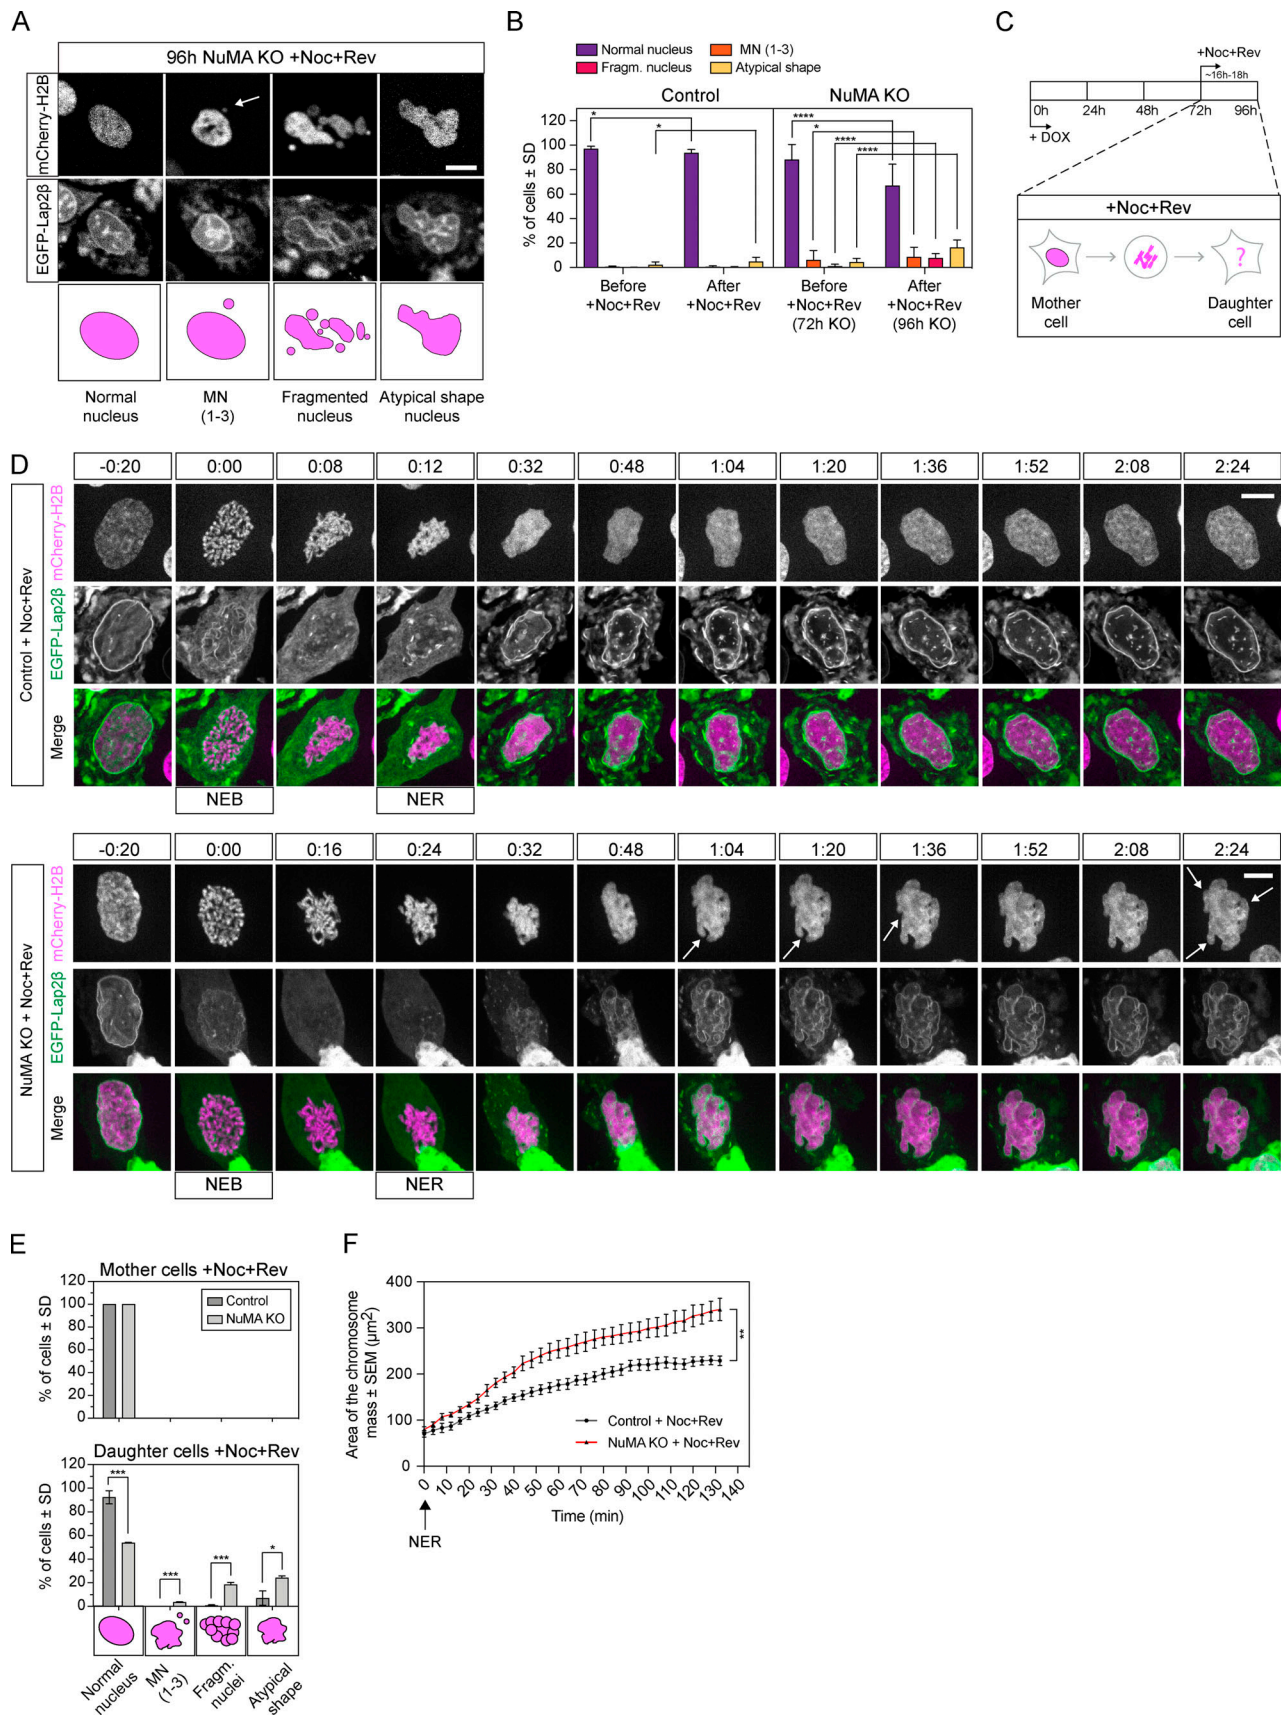 A
96h NuMA KO +Noc+Rev
mCherry-H2B
EGFP-Lap2β
Normal
nucleus
MN
(1-3)
Fragmented
nucleus
Atypical shape
nucleus
B
Normal nucleus
MN (1-3)
Fragm. nucleus
Atypical shape
Control
NuMA KO
% of cells ± SD
120
100
80
60
40
20
0
*
*
****
*
****
****
Before
+Noc+Rev
After
+Noc+Rev
Before
+Noc+Rev
(72h KO)
After
+Noc+Rev
(96h KO)
C
+Noc+Rev
~16h-18h
0h
24h
48h
72h
96h
+ DOX
+Noc+Rev
?
Mother
cell
Daughter
cell
D
-0:20
0:00
0:08
0:12
0:32
0:48
1:04
1:20
1:36
1:52
2:08
2:24
Control + Noc+Rev
mCherry-H2B
EGFP-Lap2β
Merge
NEB
NER
-0:20
0:00
0:16
0:24
0:32
0:48
1:04
1:20
1:36
1:52
2:08
2:24
NuMA KO + Noc+Rev
mCherry-H2B
EGFP-Lap2β
Merge
NEB
NER
E
Mother cells +Noc+Rev
Control
NuMA KO
% of cells ± SD
120
100
80
60
40
20
0
Daughter cells +Noc+Rev
% of cells ± SD
120
100
80
60
40
20
0
***
***
***
*
Normal
nucleus
MN
(1-3)
Fragm.
nuclei
Atypical
shape
F
Area of the chromosome
mass ± SEM (µm²)
400
300
200
100
0
**
Control + Noc+Rev
NuMA KO + Noc+Rev
0
10
20
30
40
50
60
70
80
90
100
110
120
130
140
Time (min)
NER